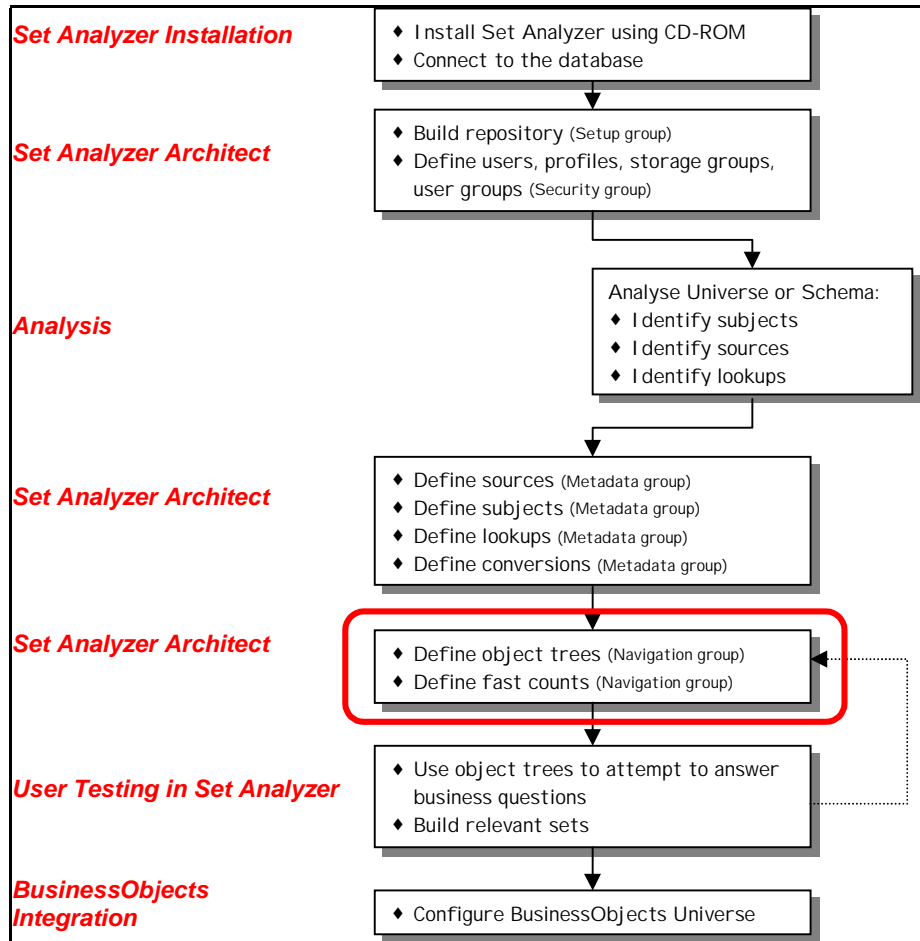 Set Analyzer Installation
♦ Install Set Analyzer using CD-ROM
♦ Connect to the database
Set Analyzer Architect
♦ Build repository (Setup group)
♦ Define users, profiles, storage groups,
user groups (Security group)
Analysis
Analyse Universe or Schema:
♦ Identify subjects
♦ Identify sources
♦ Identify lookups
Set Analyzer Architect
♦ Define sources (Metadata group)
♦ Define subjects (Metadata group)
♦ Define lookups (Metadata group)
♦ Define conversions (Metadata group)
Set Analyzer Architect
♦ Define object trees (Navigation group)
♦ Define fast counts (Navigation group)
User Testing in Set Analyzer
♦ Use object trees to attempt to answer
business questions
♦ Build relevant sets
BusinessObjects
Integration
♦ Configure BusinessObjects Universe